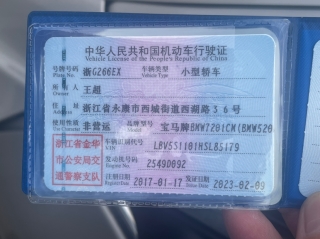 中华人民共和国机动车行驶证
Vehicle License of the People's Republic of China
号牌号码 浙G266EX 车辆类型 小型轿车
Plate No. Vehicle Type
所有人 王超
Owner
住址 浙江省永康市西城街道西湖路36号
Address
使用性质 非营运 品牌型号 宝马牌BMW7201CM(BMW520
Use Character Model
浙江省金华
市公安局交
通警察支队
车辆识别代号
VIN
发动机号码 25490092
Engine No.
注册日期 2017-01-17 发证日期 2023-02-09
Register Date Issue Date